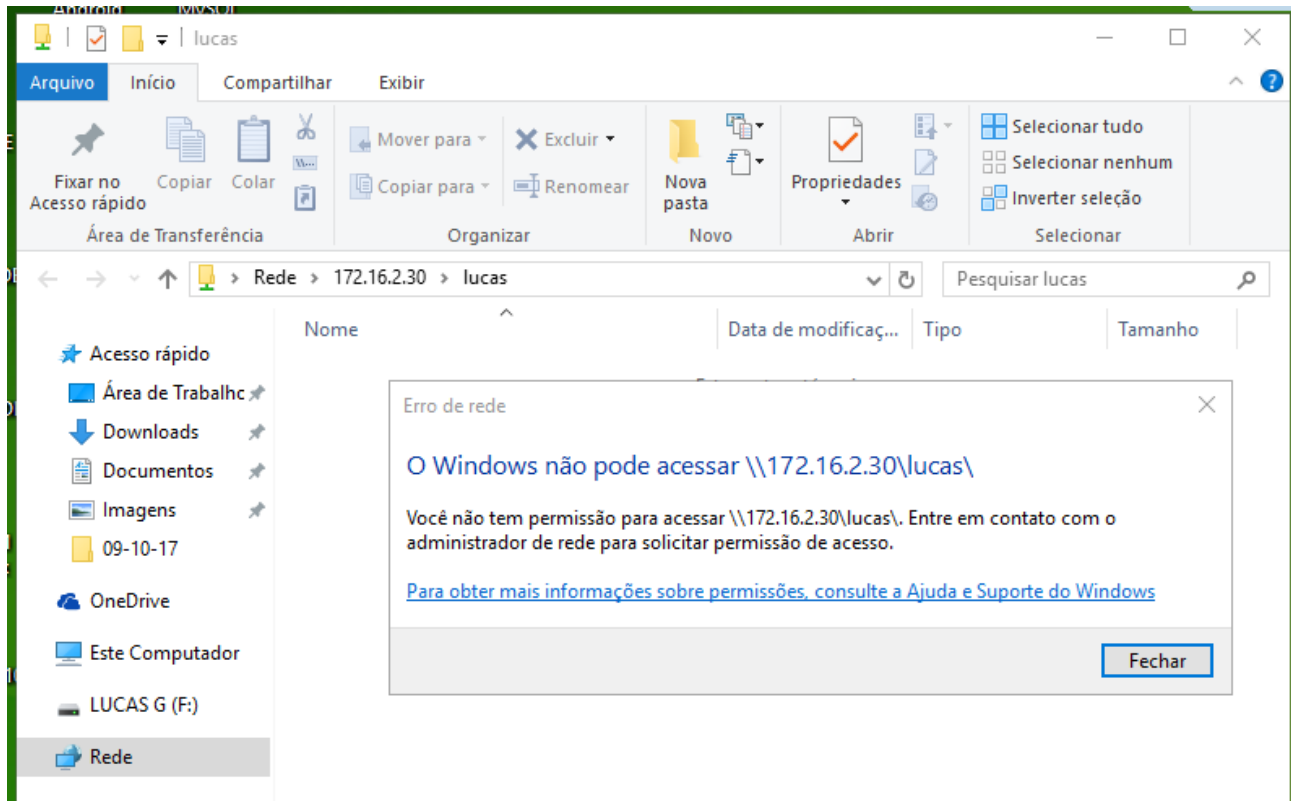 Android MySQL
lucas
Arquivo Início Compartilhar Exibir
Fixar no
Acesso rápido
Copiar Colar
Mover para
Copiar para
Excluir
Renomear
Nova
pasta
Propriedades
Selecionar tudo
Selecionar nenhum
Inverter seleção
Área de Transferência Organizar Novo Abrir Selecionar
Rede > 172.16.2.30 > lucas
Pesquisar lucas
Nome Data de modificaç... Tipo Tamanho
Acesso rápido
Área de Trabalhc
Downloads
Documentos
Imagens
09-10-17
OneDrive
Este Computador
LUCAS G (F:)
Rede
Erro de rede
O Windows não pode acessar \\172.16.2.30\lucas\
Você não tem permissão para acessar \\172.16.2.30\lucas\. Entre em contato com o
administrador de rede para solicitar permissão de acesso.
Para obter mais informações sobre permissões, consulte a Ajuda e Suporte do Windows
Fechar